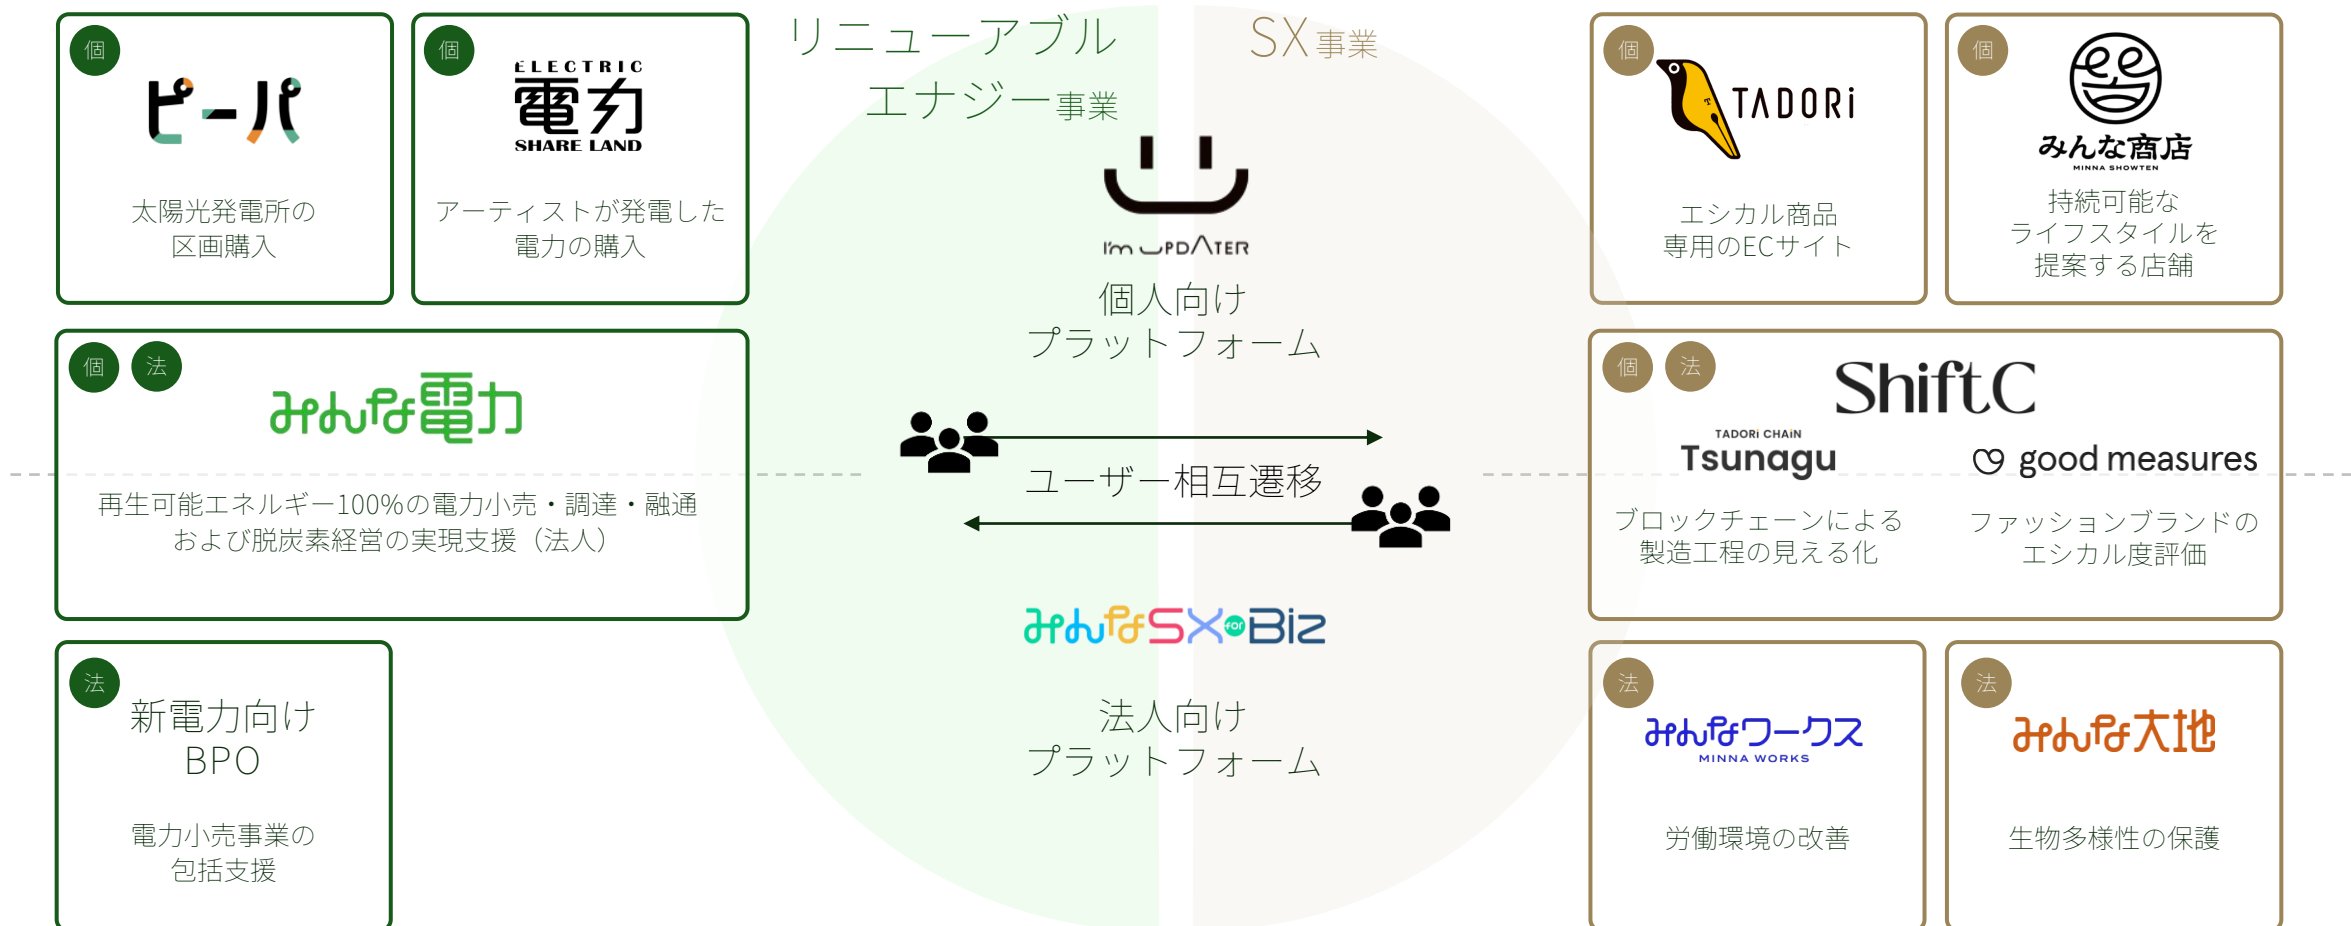 リニューアブル
エナジー事業
SX事業
個
ピーパ
太陽光発電所の
区画購入
個
ELECTRIC
電力
SHARE LAND
アーティストが発電した
電力の購入
I'm UPDATER
個人向け
プラットフォーム
個
TADORi
エシカル商品
専用のECサイト
個
みんな商店
MINNA SHOWTEN
持続可能な
ライフスタイルを
提案する店舗
個 法
みんな電力
再生可能エネルギー100%の電力小売・調達・融通
および脱炭素経営の実現支援（法人）
ユーザー相互遷移
個 法
ShiftC
TADORi CHAiN
Tsunagu
ブロックチェーンによる
製造工程の見える化
good measures
ファッションブランドの
エシカル度評価
法
新電力向け
BPO
電力小売事業の
包括支援
みんなSX for Biz
法人向け
プラットフォーム
法
みんなワークス
MINNA WORKS
労働環境の改善
法
みんな大地
生物多様性の保護